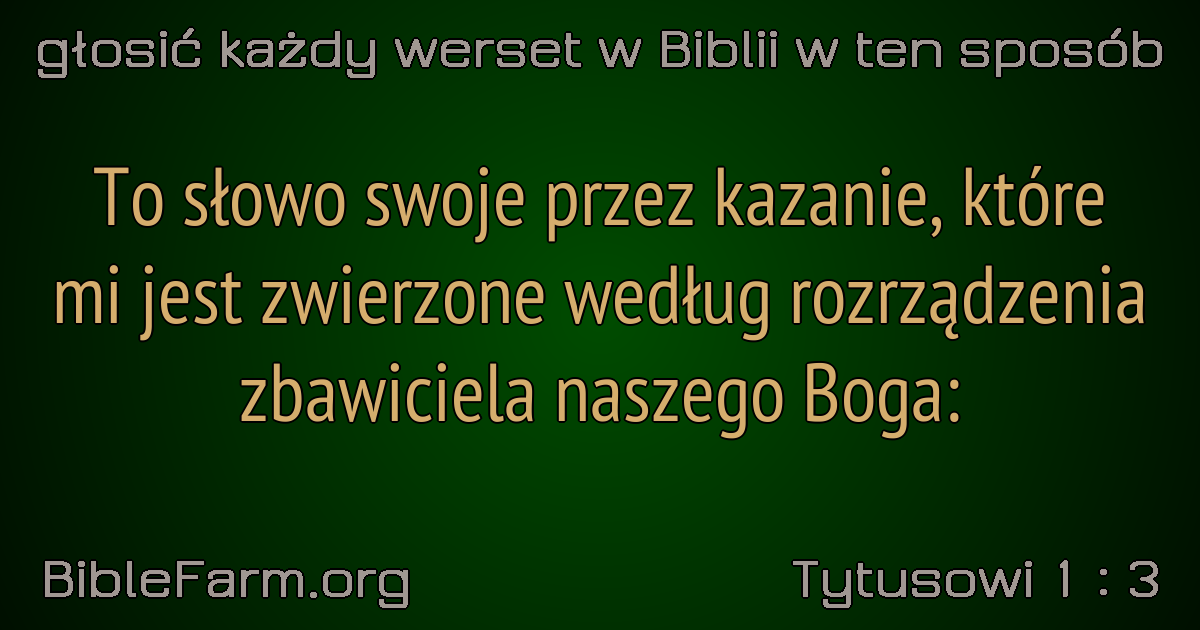 głosić każdy werset w Biblii w ten sposób
To słowo swoje przez kazanie, które
mi jest zwierzone według rozrządzenia
zbawiciela naszego Boga:
BibleFarm.org
Tytusowi 1 : 3